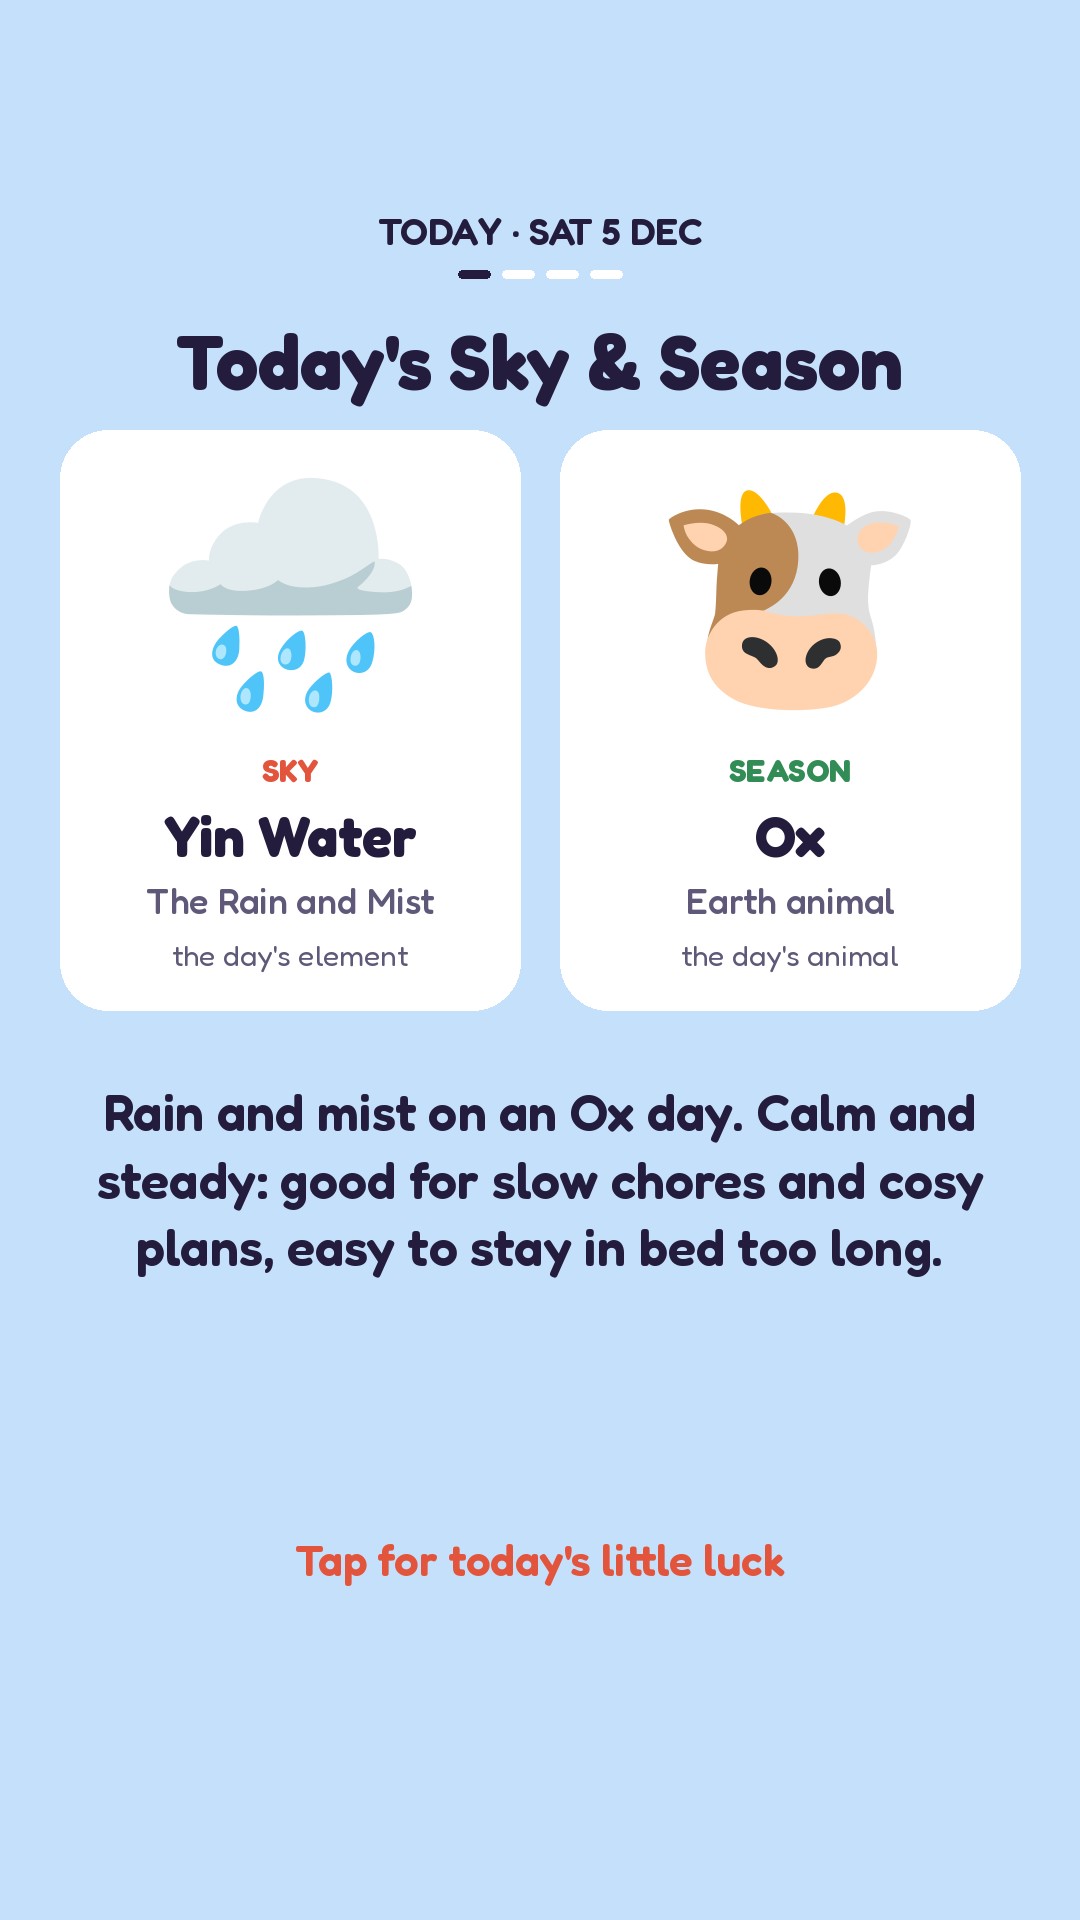 TODAY · SAT 5 DEC
Today's Sky & Season
SKY
Yin Water
The Rain and Mist
the day's element
SEASON
Ox
Earth animal
the day's animal
Rain and mist on an Ox day. Calm and
steady: good for slow chores and cosy
plans, easy to stay in bed too long.
Tap for today's little luck